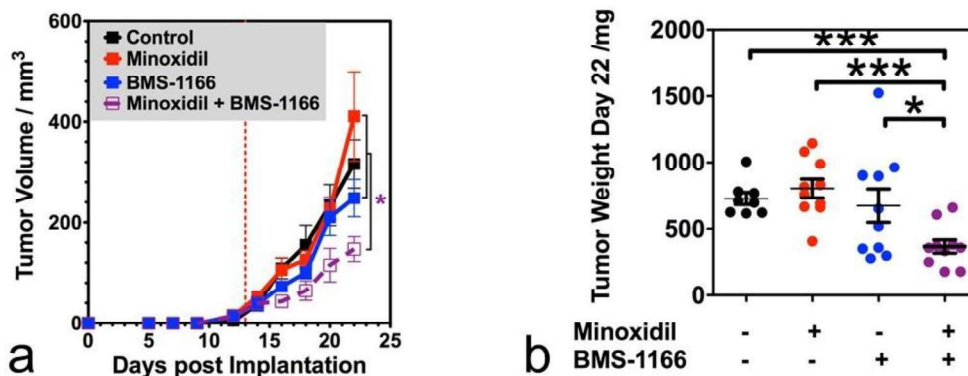 600
400
200
0
Tumor Volume / mm3
Control
Minoxidil
BMS-1166
Minoxidil + BMS-1166
*
0 5 10 15 20 25
Days post Implantation
a
2000
1500
1000
500
0
Tumor Weight Day 22 /mg
***
***
*
Minoxidil - + - +
BMS-1166 - - + +
b